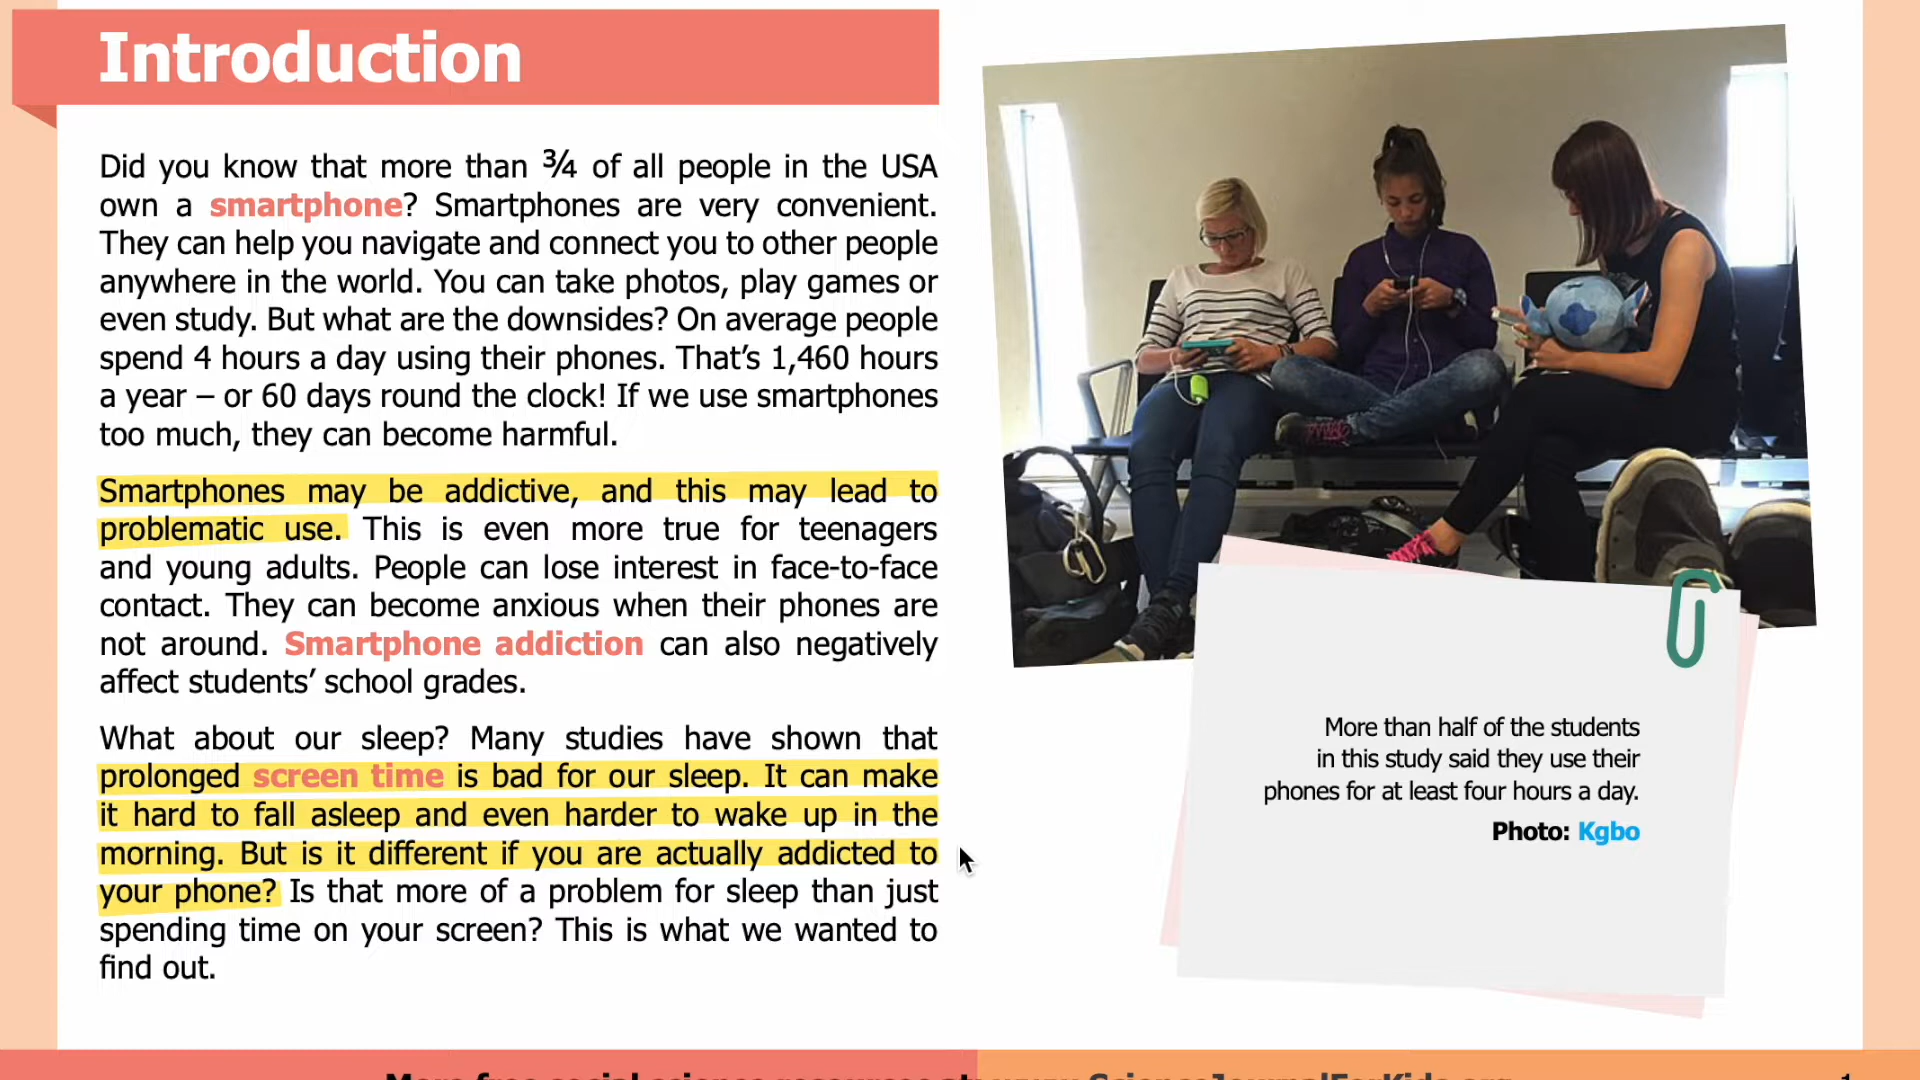 Introduction
Did you know that more than ¾ of all people in the USA
own a smartphone? Smartphones are very convenient.
They can help you navigate and connect you to other people
anywhere in the world. You can take photos, play games or
even study. But what are the downsides? On average people
spend 4 hours a day using their phones. That’s 1,460 hours
a year – or 60 days round the clock! If we use smartphones
too much, they can become harmful.
Smartphones may be addictive, and this may lead to
problematic use. This is even more true for teenagers
and young adults. People can lose interest in face-to-face
contact. They can become anxious when their phones are
not around. Smartphone addiction can also negatively
affect students’ school grades.
What about our sleep? Many studies have shown that
prolonged screen time is bad for our sleep. It can make
it hard to fall asleep and even harder to wake up in the
morning. But is it different if you are actually addicted to
your phone? Is that more of a problem for sleep than just
spending time on your screen? This is what we wanted to
find out.
More than half of the students
in this study said they use their
phones for at least four hours a day.
Photo: Kgbo
More free social science resources at: www.ScienceJournalForKids.org
1